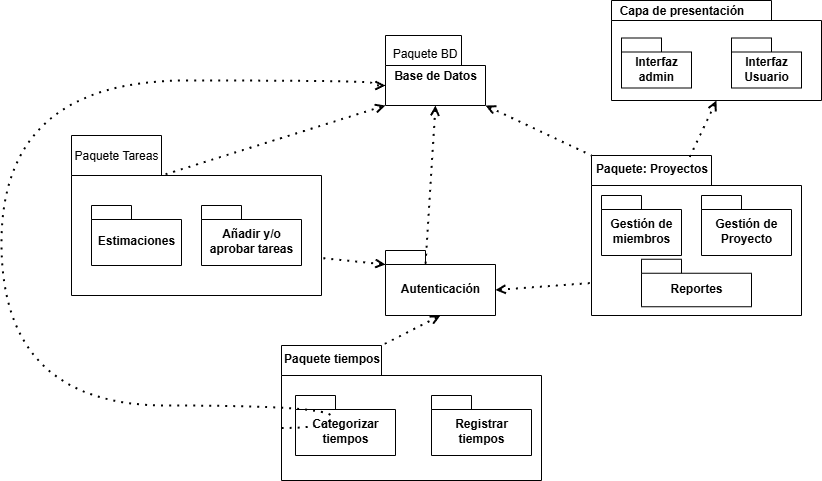 Capa de presentación
Interfaz
admin
Interfaz
Usuario
Paquete BD
Base de Datos
Paquete Tareas
Estimaciones
Añadir y/o
aprobar tareas
Paquete: Proyectos
Gestión de
miembros
Gestión de
Proyecto
Reportes
Autenticación
Paquete tiempos
Categorizar
tiempos
Registrar
tiempos